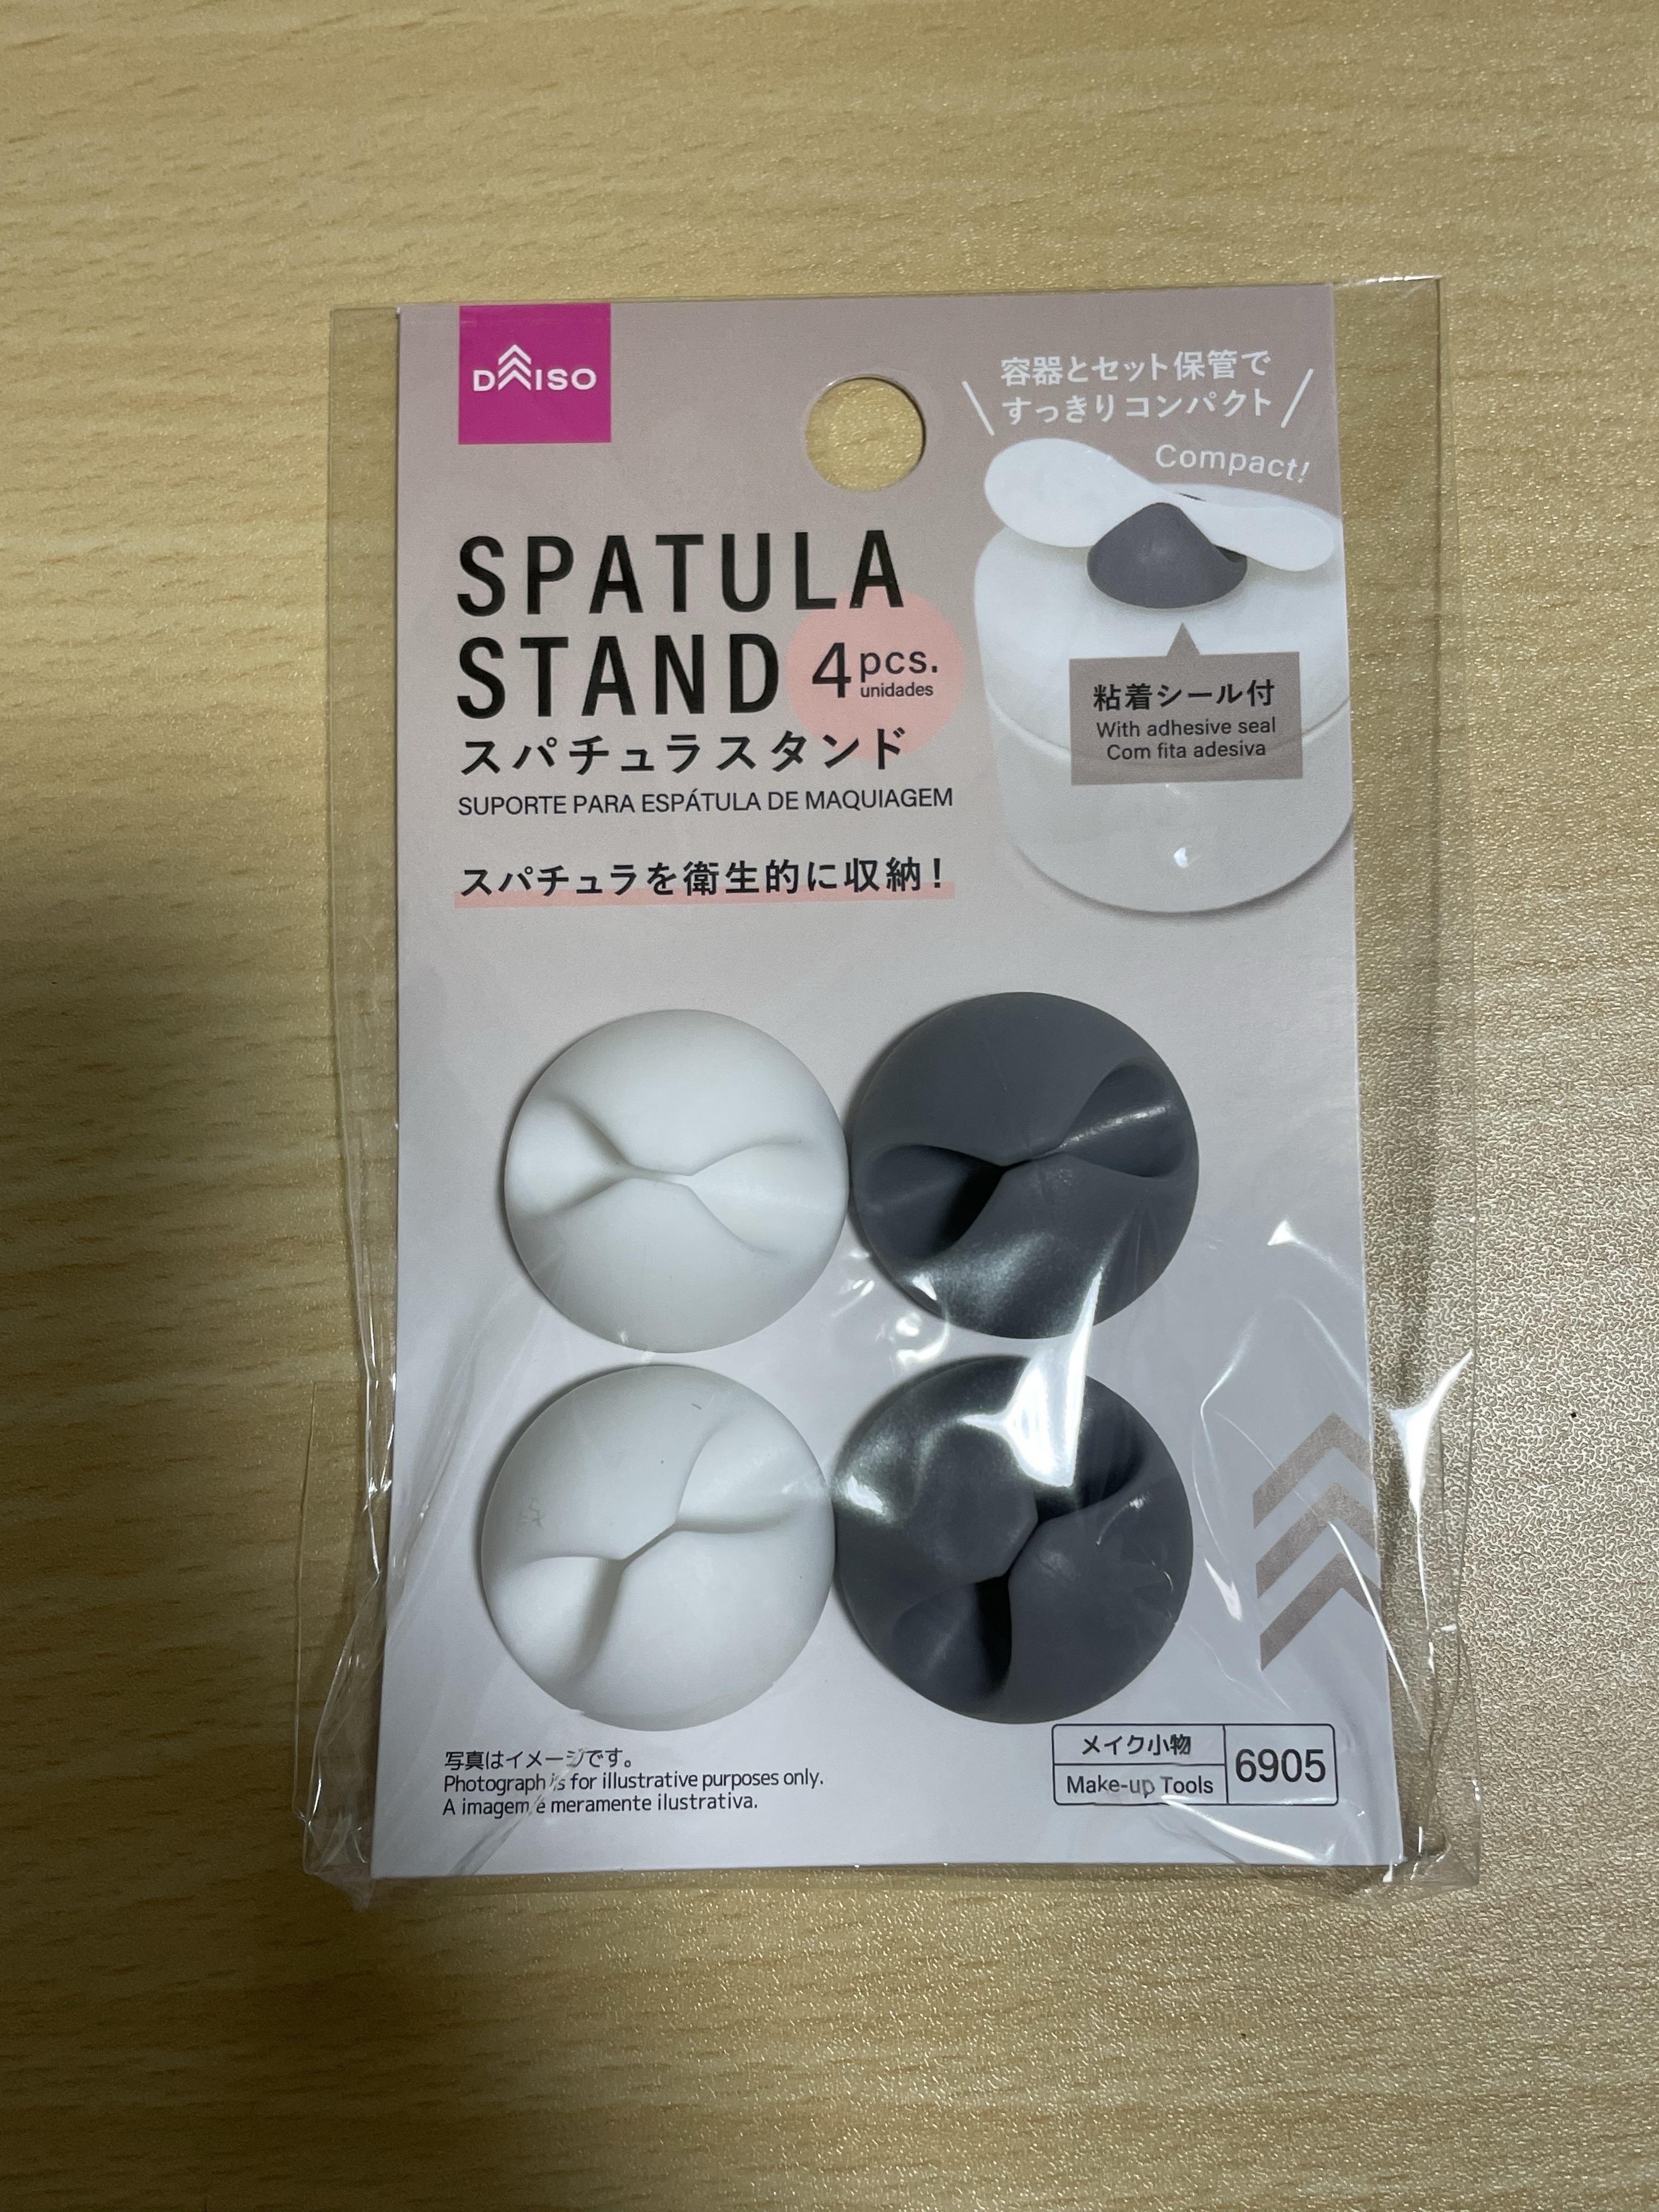 DAISO
容器とセット保管で
すっきりコンパクト
Compact!
SPATULA
STAND
4pcs.
unidades
スパチュラスタンド
SUPORTE PARA ESPÁTULA DE MAQUIAGEM
スパチュラを衛生的に収納！
粘着シール付
With adhesive seal
Com fita adesiva
写真はイメージです。
Photograph is for illustrative purposes only.
A imagem é meramente ilustrativa.
メイク小物
Make-up Tools
6905